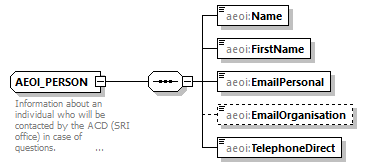 aeoi:Name
aeoi:FirstName
AEOI_PERSON
aeoi:EmailPersonal
Information about an
individual who will be
contacted by the ACD (SRI
office) in case of
questions. ...
aeoi:EmailOrganisation
aeoi:TelephoneDirect